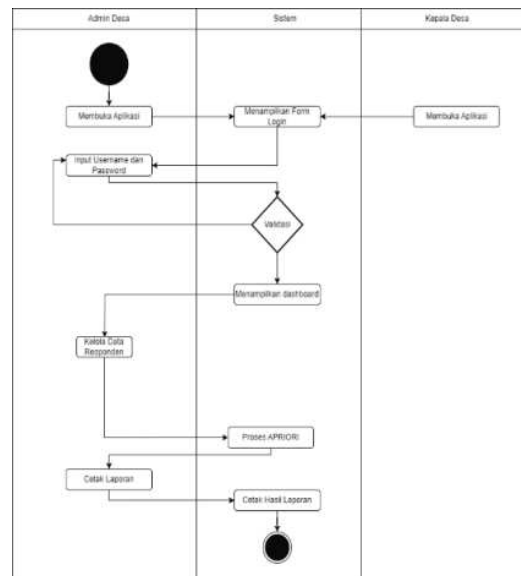 Admin Desa
Sistem
Kepala Desa
Membuka Aplikasi
Menampilkan Form
Login
Membuka Aplikasi
Input Username dan
Password
Validasi
Menampilkan dashboard
Kelola Data
Responden
Proses APRIORI
Cetak Laporan
Cetak Hasil Laporan